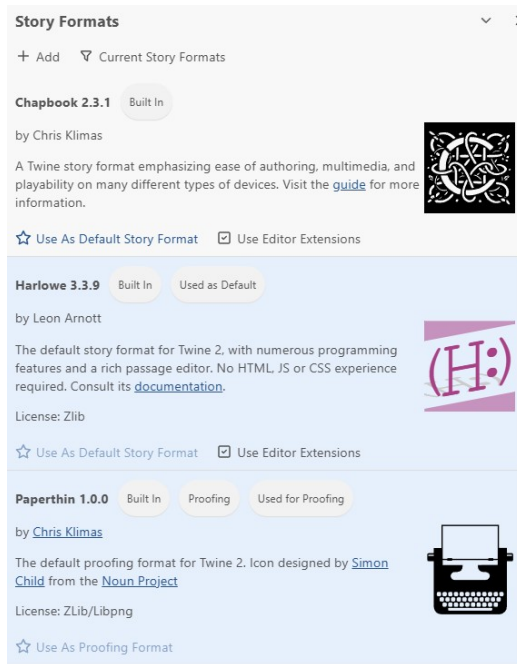 Story Formats
+ Add Current Story Formats
Chapbook 2.3.1 Built In
by Chris Klimas
A Twine story format emphasizing ease of authoring, multimedia, and
playability on many different types of devices. Visit the guide for more
information.
Use As Default Story Format Use Editor Extensions
Harlowe 3.3.9 Built In Used as Default
by Leon Arnott
The default story format for Twine 2, with numerous programming
features and a rich passage editor. No HTML, JS or CSS experience
required. Consult its documentation.
(H:)
License: Zlib
Use As Default Story Format Use Editor Extensions
Paperthin 1.0.0 Built In Proofing Used for Proofing
by Chris Klimas
The default proofing format for Twine 2. Icon designed by Simon
Child from the Noun Project
License: ZLib/Libpng
Use As Proofing Format